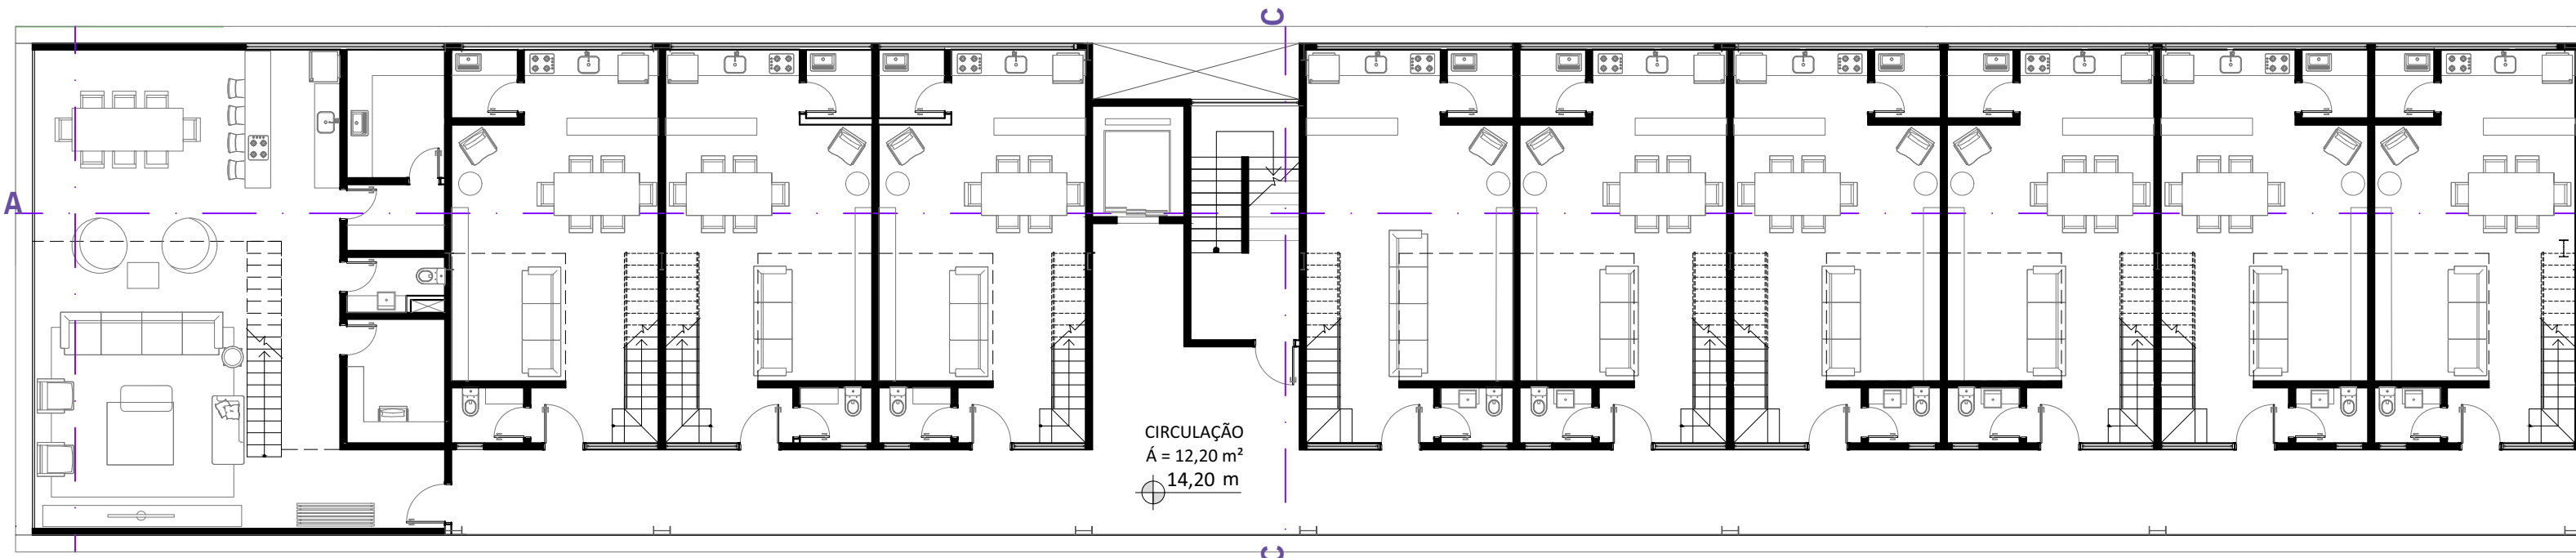 C
A
CIRCULAÇÃO
Á = 12,20 m²
14,20 m
C